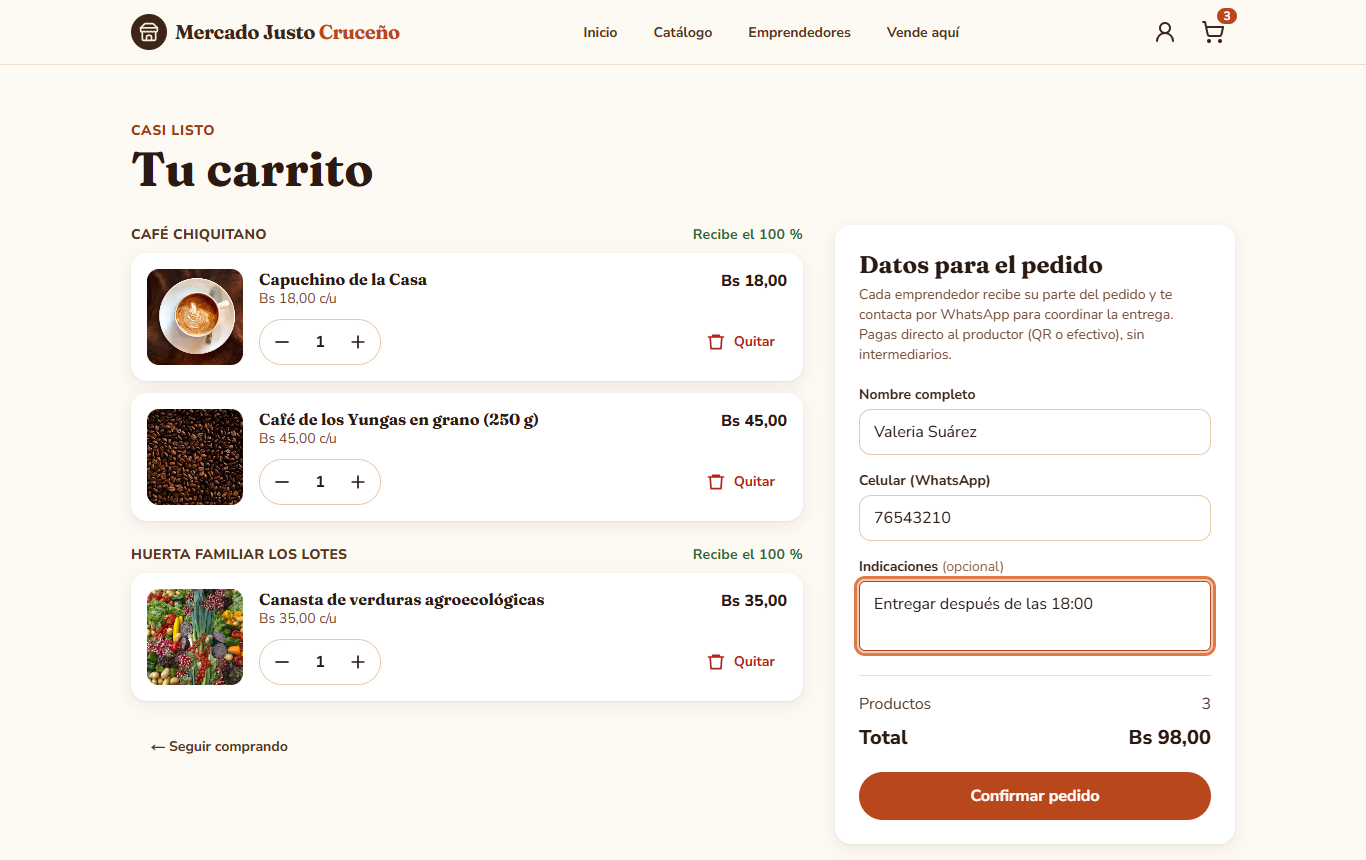 Mercado Justo Cruceño
Inicio
Catálogo
Emprendedores
Vende aquí
3
CASI LISTO
Tu carrito
CAFÉ CHIQUITANO
Recibe el 100 %
Capuchino de la Casa
Bs 18,00
Bs 18,00 c/u
1
Quitar
Café de los Yungas en grano (250 g)
Bs 45,00
Bs 45,00 c/u
1
Quitar
HUERTA FAMILIAR LOS LOTES
Recibe el 100 %
Canasta de verduras agroecológicas
Bs 35,00
Bs 35,00 c/u
1
Quitar
← Seguir comprando
Datos para el pedido
Cada emprendedor recibe su parte del pedido y te
contacta por WhatsApp para coordinar la entrega.
Pagas directo al productor (QR o efectivo), sin
intermediarios.
Nombre completo
Valeria Suárez
Celular (WhatsApp)
76543210
Indicaciones (opcional)
Entregar después de las 18:00
Productos 3
Total Bs 98,00
Confirmar pedido